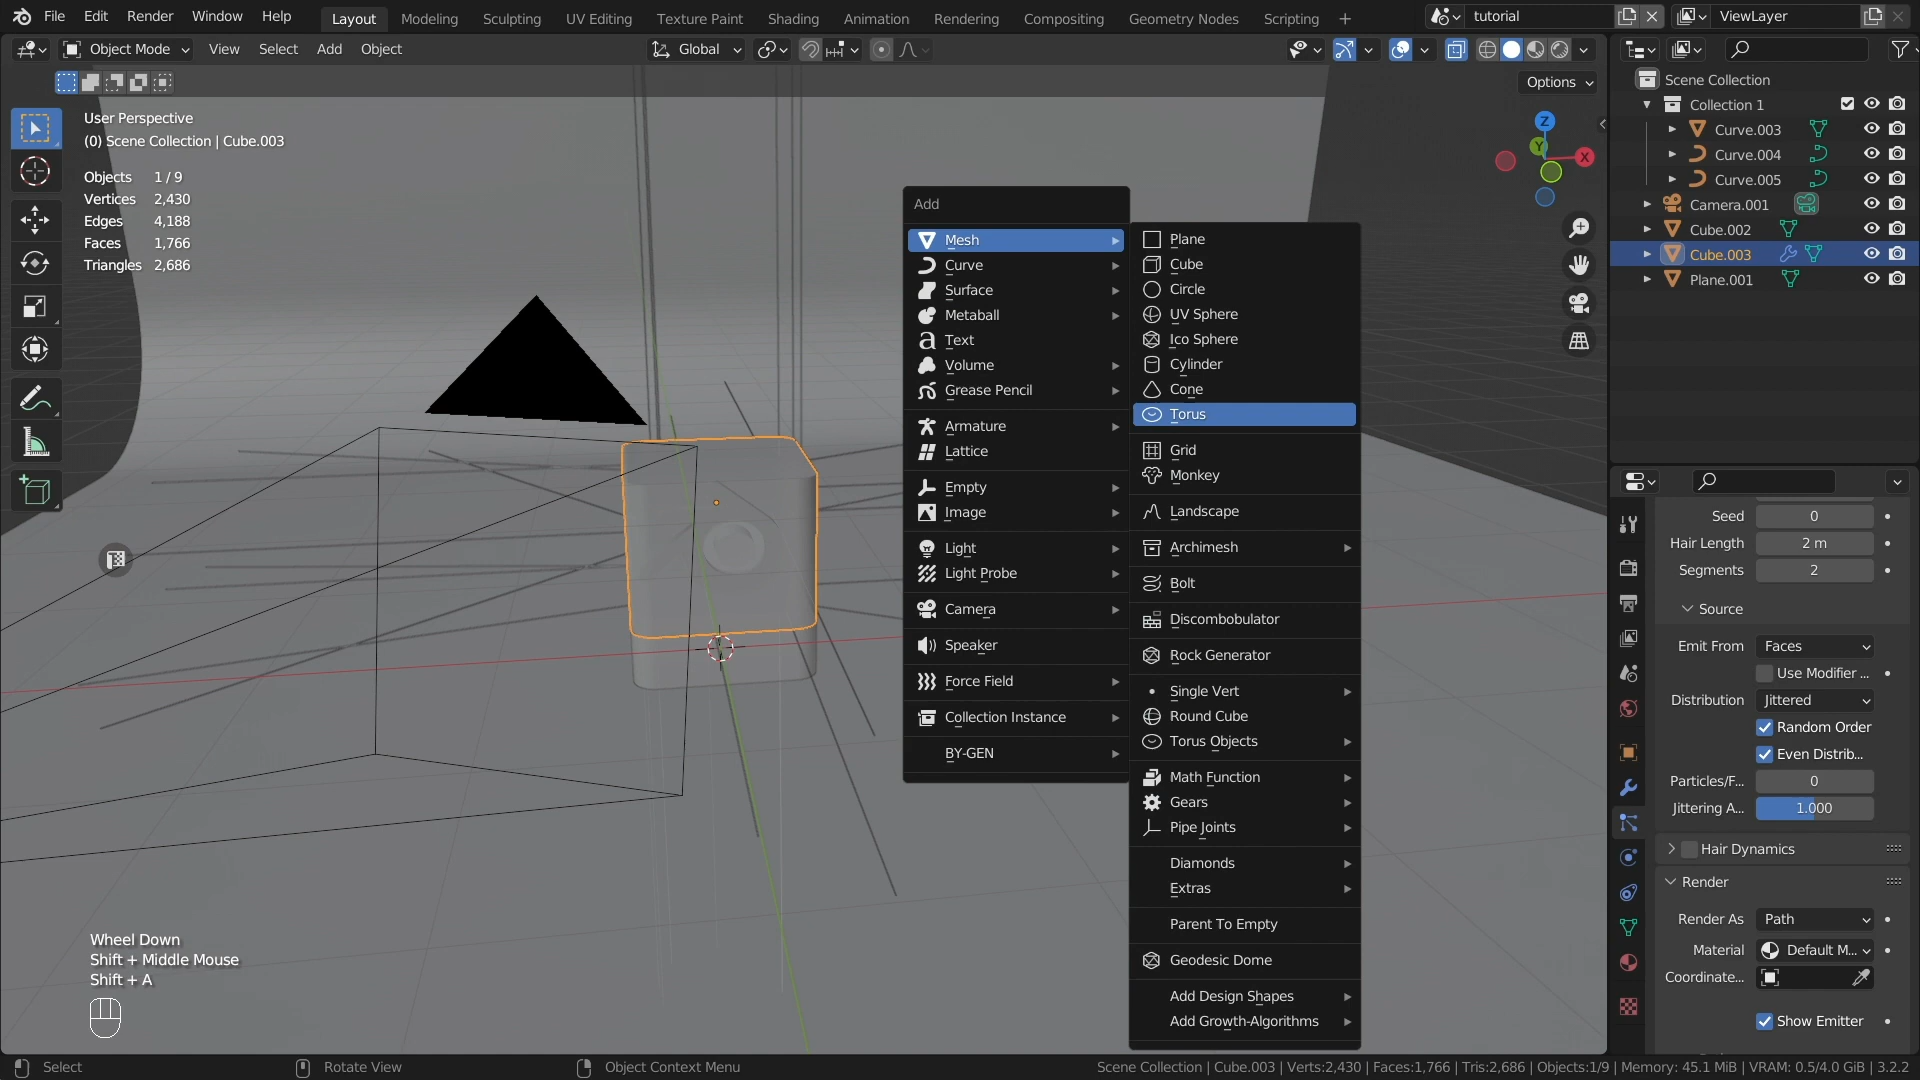 File Edit Render Window Help Layout Modeling Sculpting UV Editing Texture Paint Shading Animation Rendering Compositing Geometry Nodes Scripting + tutorial ViewLayer
Object Mode View Select Add Object Global
Options
User Perspective
(0) Scene Collection | Cube.003
Objects 1 / 9
Vertices 2,430
Edges 4,188
Faces 1,766
Triangles 2,686
Z
Y
X
Add
Mesh
Curve
Surface
Metaball
Text
Volume
Grease Pencil
Armature
Lattice
Empty
Image
Light
Light Probe
Camera
Speaker
Force Field
Collection Instance
BY-GEN
Plane
Cube
Circle
UV Sphere
Ico Sphere
Cylinder
Cone
Torus
Grid
Monkey
Landscape
Archimesh
Bolt
Discombobulator
Rock Generator
Single Vert
Round Cube
Torus Objects
Math Function
Gears
Pipe Joints
Diamonds
Extras
Parent To Empty
Geodesic Dome
Add Design Shapes
Add Growth-Algorithms
Scene Collection
Collection 1
Curve.003
Curve.004
Curve.005
Camera.001
Cube.002
Cube.003
Plane.001
Seed 0
Hair Length 2 m
Segments 2
Source
Emit From Faces
Use Modifier ...
Distribution Jittered
Random Order
Even Distrib...
Particles/F... 0
Jittering A... 1.000
Hair Dynamics
Render
Render As Path
Material Default M...
Coordinate...
Show Emitter
Wheel Down
Shift + Middle Mouse
Shift + A
Select Rotate View Object Context Menu Scene Collection | Cube.003 | Verts:2,430 | Faces:1,766 | Tris:2,686 | Objects:1/9 | Memory: 45.1 MiB | VRAM: 0.5/4.0 GiB | 3.2.2